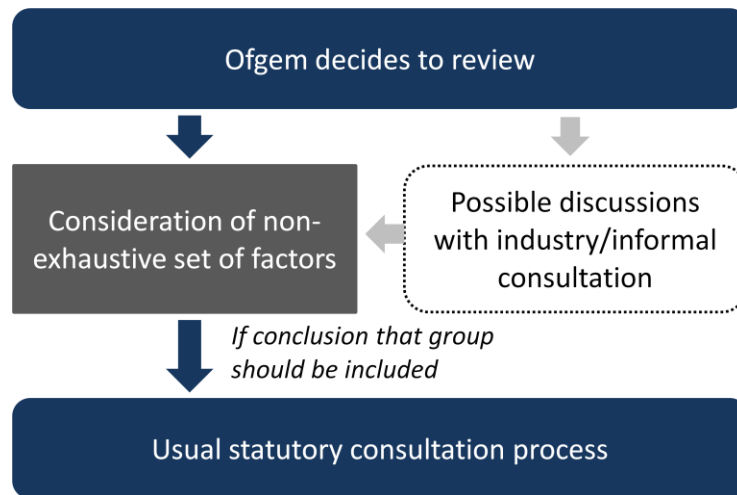 Ofgem decides to review
Consideration of non-
exhaustive set of factors
Possible discussions
with industry/informal
consultation
If conclusion that group
should be included
Usual statutory consultation process